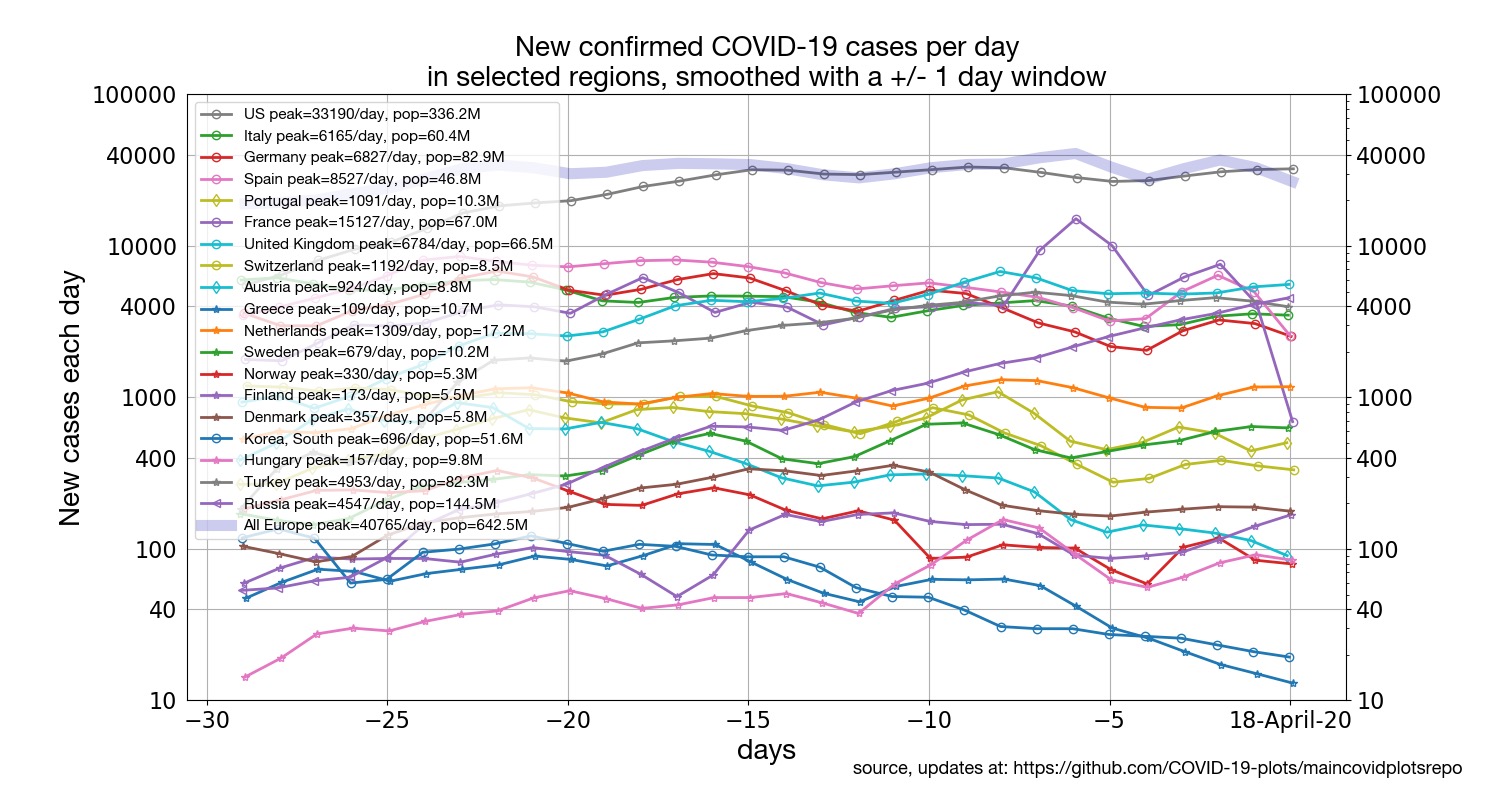 New confirmed COVID-19 cases per day
in selected regions, smoothed with a +/- 1 day window
100000
40000
10000
4000
1000
400
100
40
10
New cases each day
US peak=33190/day, pop=336.2M
Italy peak=6165/day, pop=60.4M
Germany peak=6827/day, pop=82.9M
Spain peak=8527/day, pop=46.8M
Portugal peak=1091/day, pop=10.3M
France peak=15127/day, pop=67.0M
United Kingdom peak=6784/day, pop=66.5M
Switzerland peak=1192/day, pop=8.5M
Austria peak=924/day, pop=8.8M
Greece peak=109/day, pop=10.7M
Netherlands peak=1309/day, pop=17.2M
Sweden peak=679/day, pop=10.2M
Norway peak=330/day, pop=5.3M
Finland peak=173/day, pop=5.5M
Denmark peak=357/day, pop=5.8M
Korea, South peak=696/day, pop=51.6M
Hungary peak=157/day, pop=9.8M
Turkey peak=4953/day, pop=82.3M
Russia peak=4547/day, pop=144.5M
All Europe peak=40765/day, pop=642.5M
100000
40000
10000
4000
1000
400
100
40
10
−30 −25 −20 −15 −10 −5 18-April-20
days
source, updates at: https://github.com/COVID-19-plots/maincovidplotsrepo